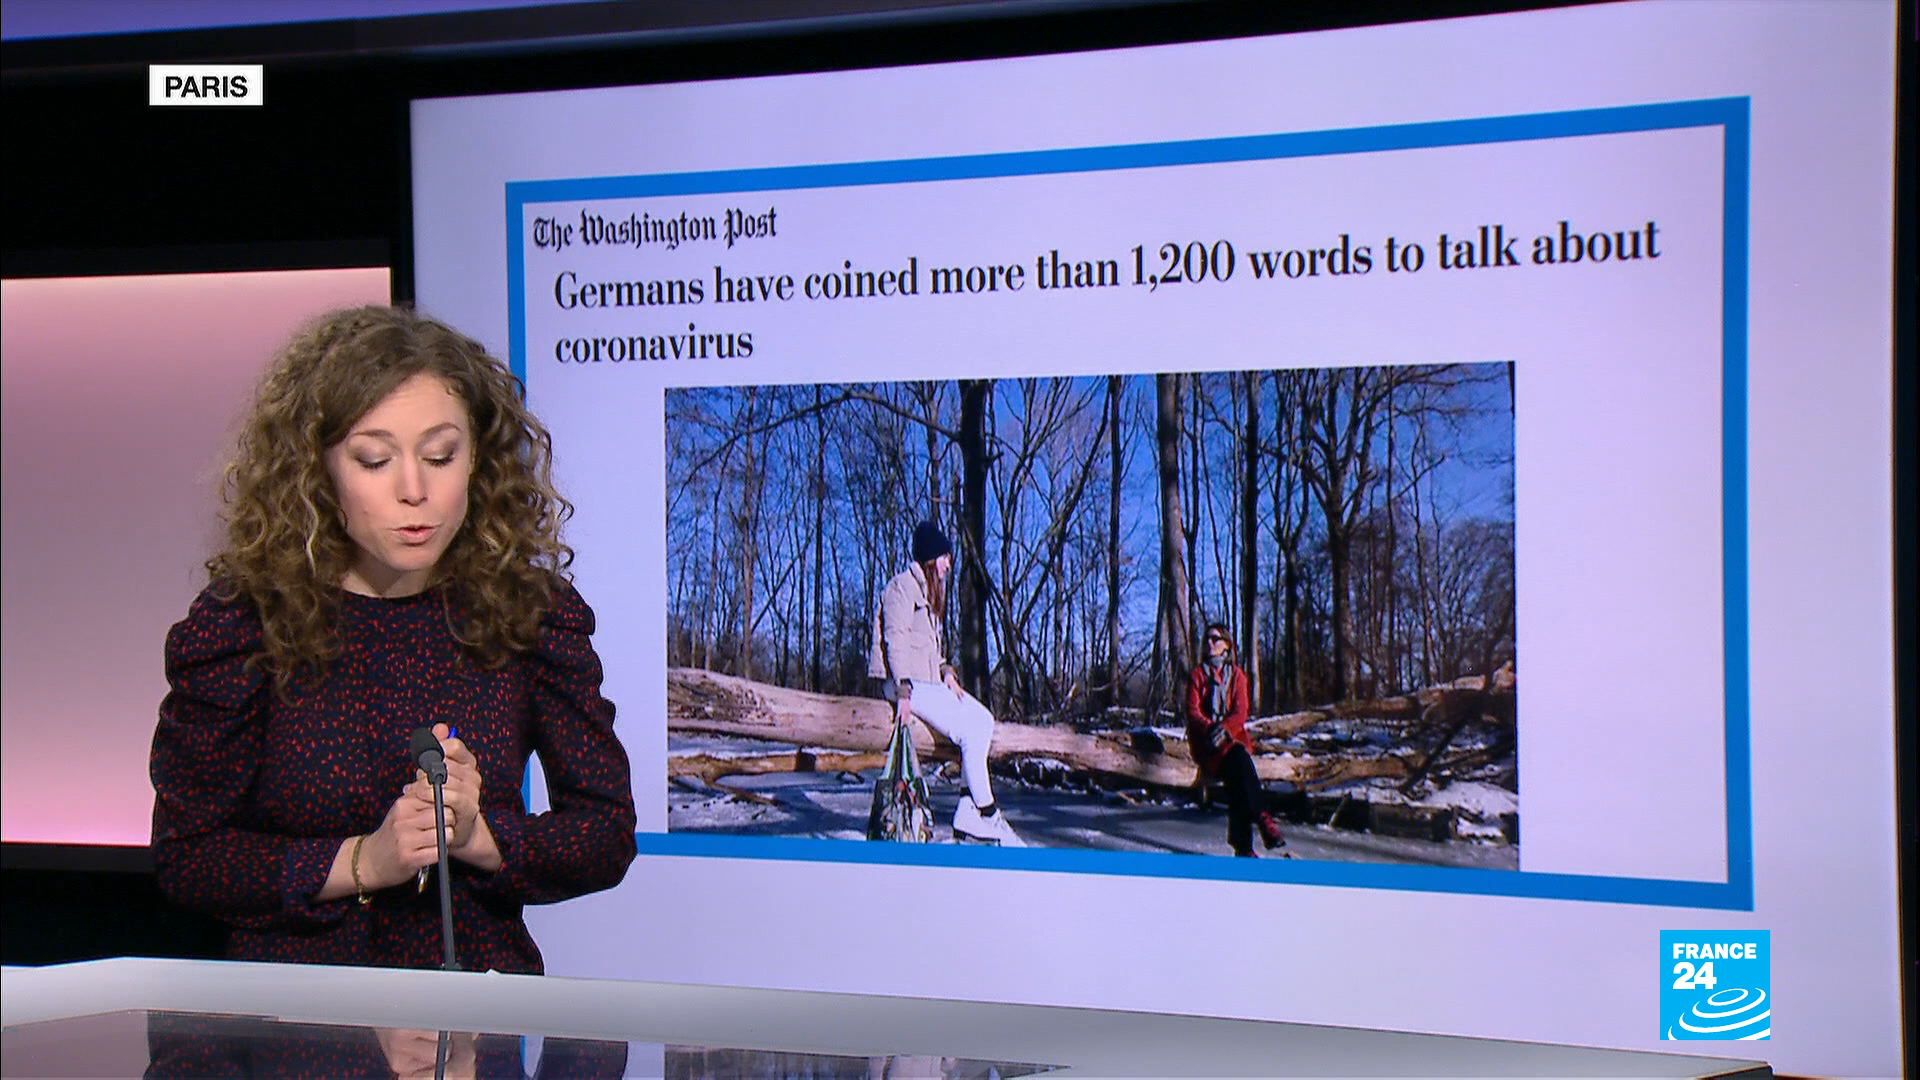 PARIS
The Washington Post
Germans have coined more than 1,200 words to talk about
coronavirus
FRANCE
24